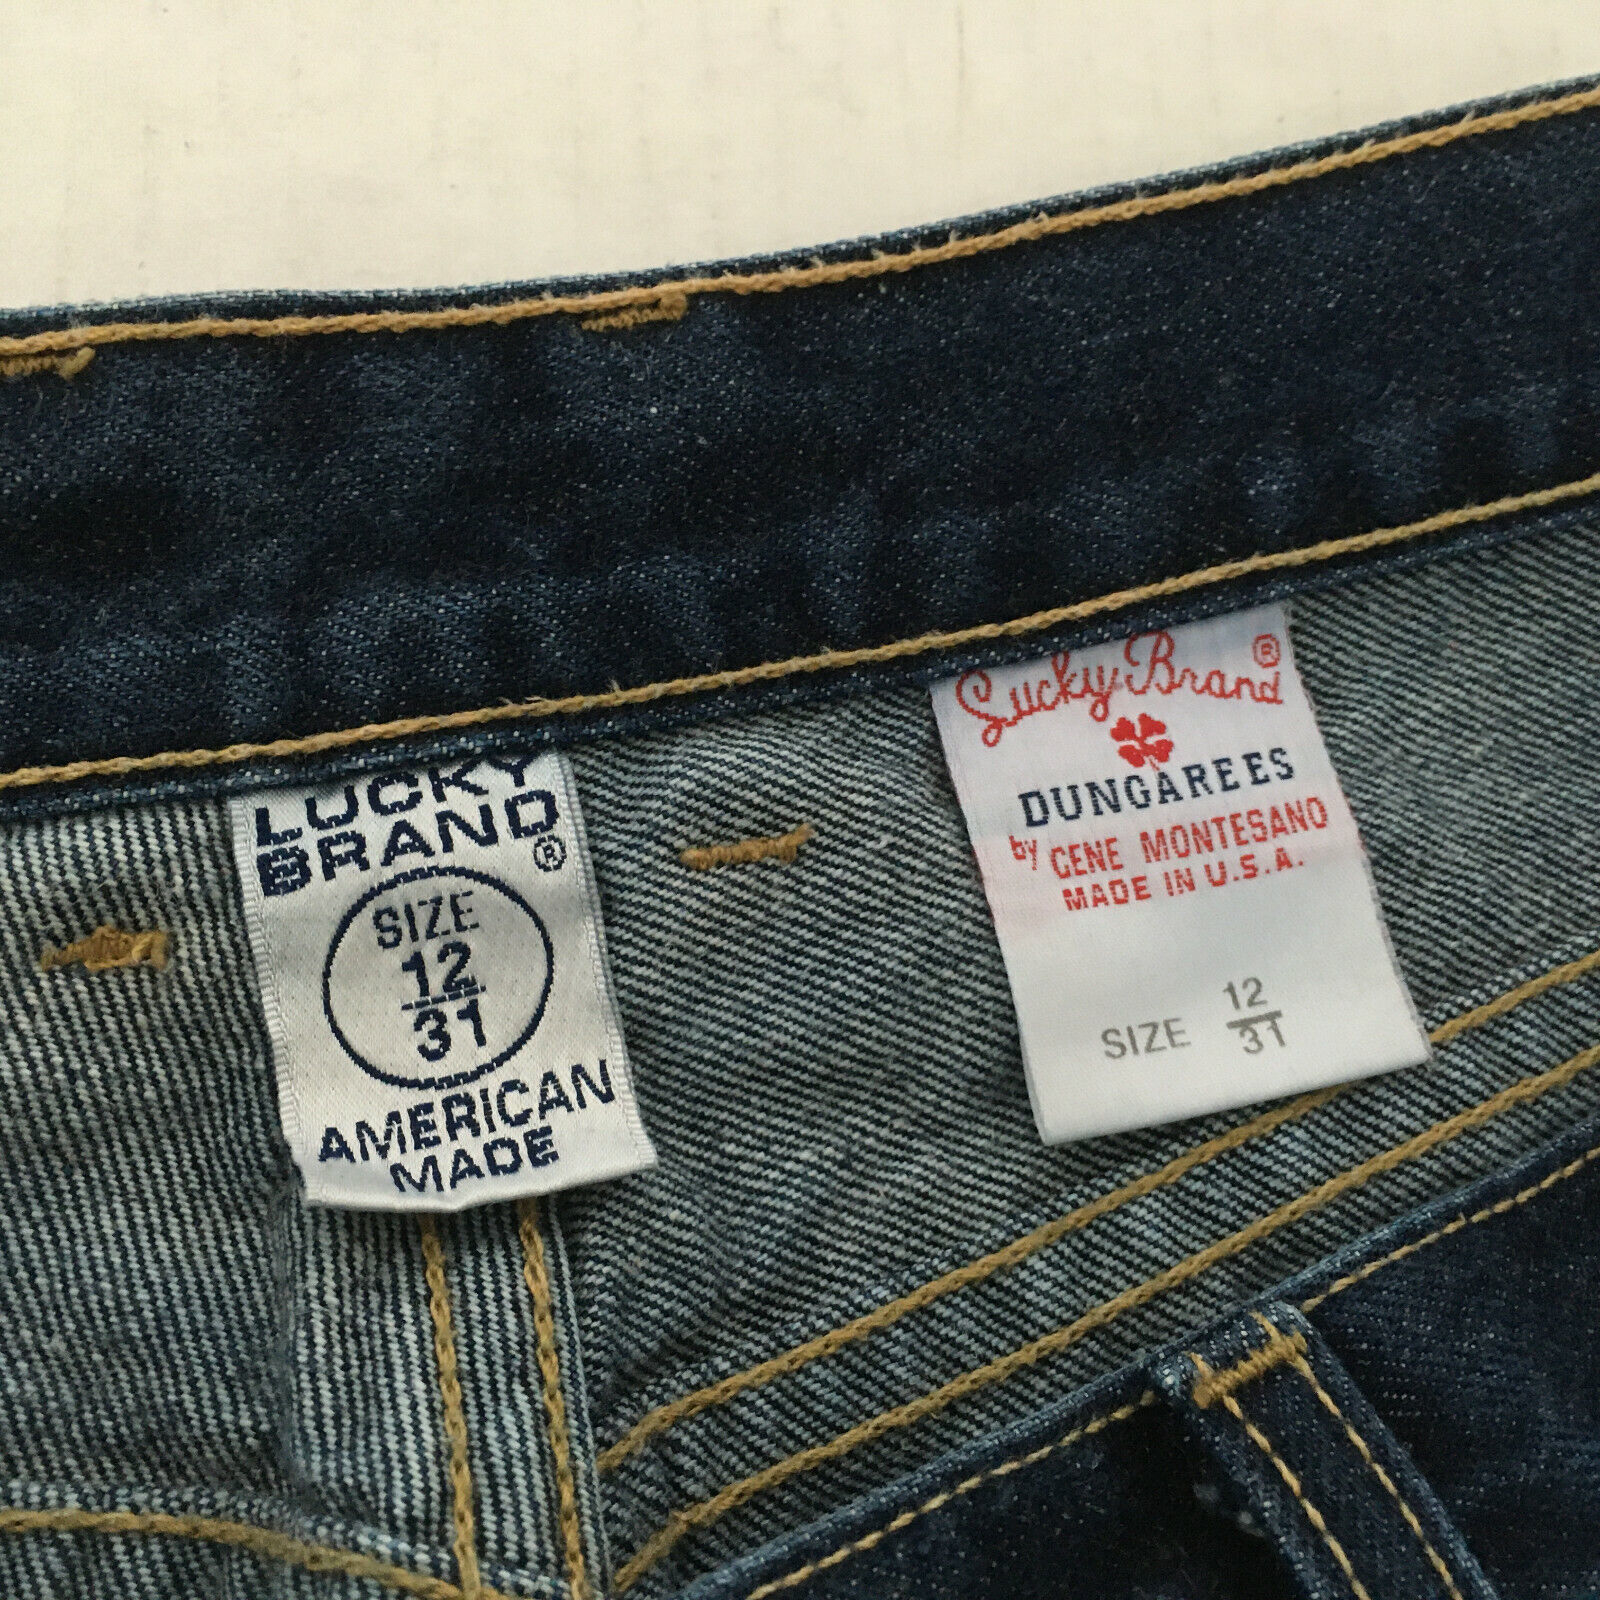 LUCKY
BRAND
®
SIZE
12
31
AMERICAN
MADE
Lucky Brand ®
DUNGAREES
by GENE MONTESANO
MADE IN U.S.A.
SIZE 12
31